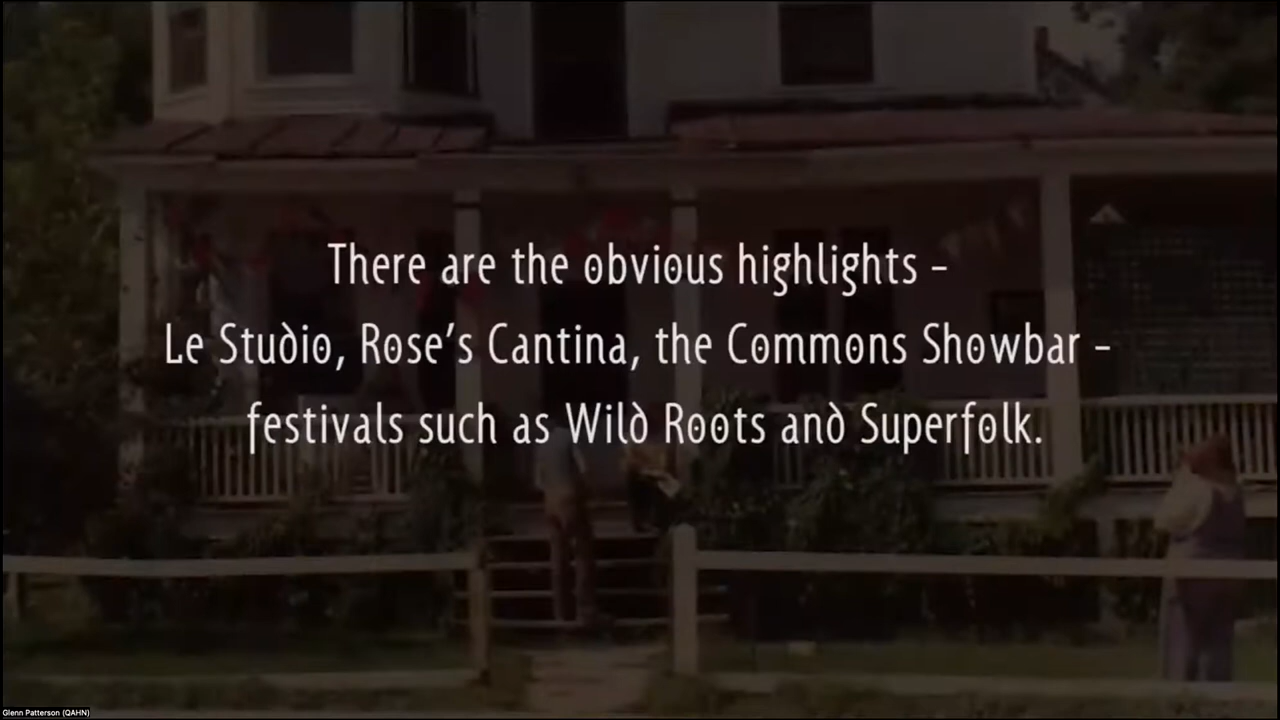 There are the obvious highlights –
Le Studio, Rose's Cantina, the Commons Showbar –
festivals such as Wild Roots and Superfolk.
Glenn Patterson (QAHN)